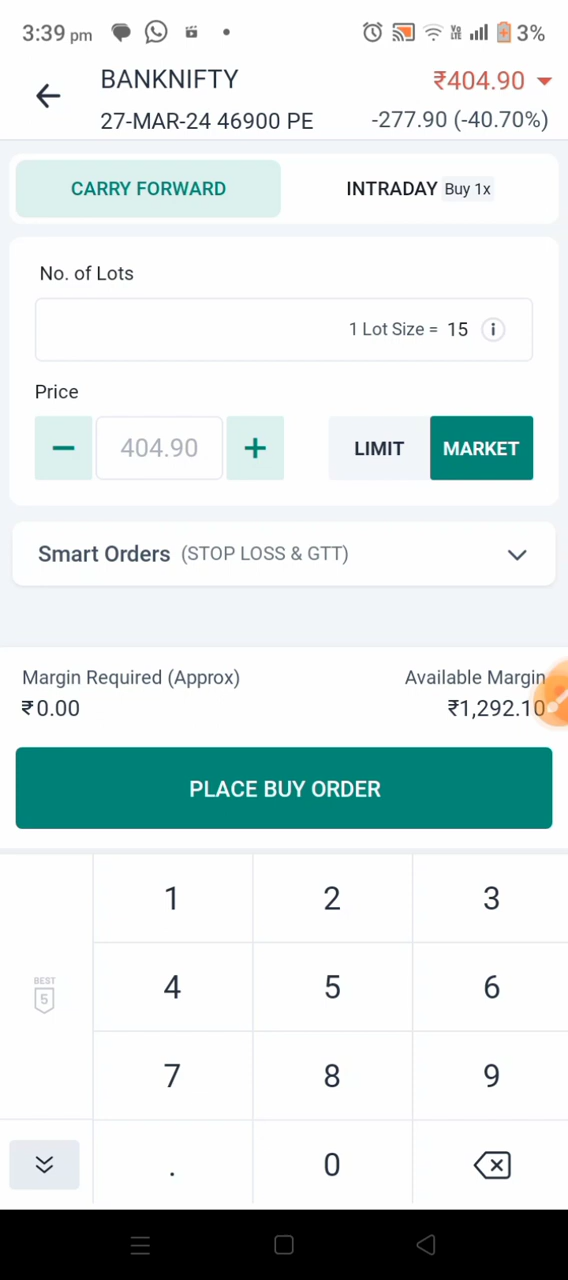 3:39 pm
3%
BANKNIFTY
₹404.90
27-MAR-24 46900 PE
-277.90 (-40.70%)
CARRY FORWARD
INTRADAY Buy 1x
No. of Lots
1 Lot Size = 15
Price
404.90
LIMIT
MARKET
Smart Orders (STOP LOSS & GTT)
Margin Required (Approx)
Available Margin
₹0.00
₹1,292.10
PLACE BUY ORDER
1 2 3
BEST
5
4 5 6
7 8 9
. 0